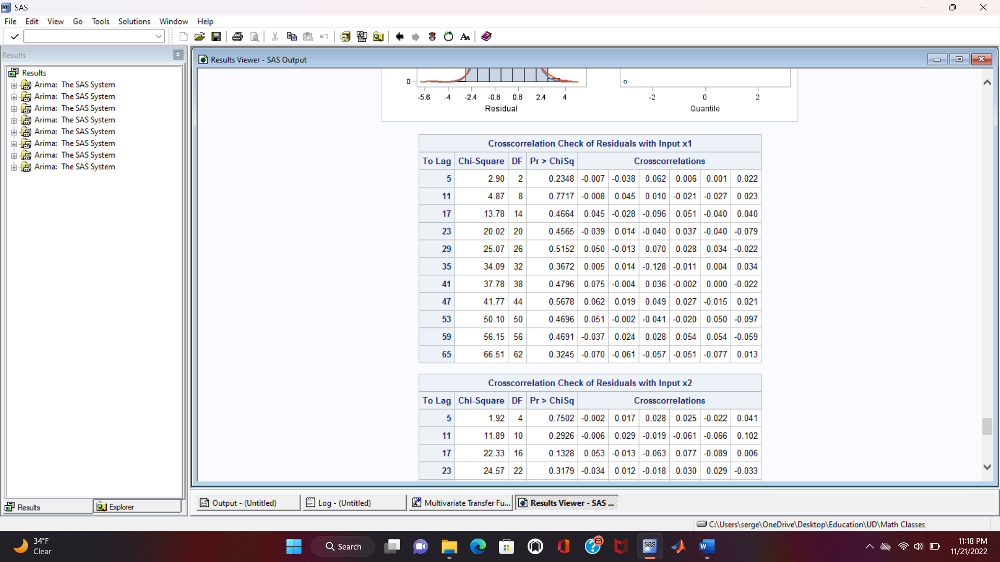 SAS
File Edit View Go Tools Solutions Window Help
Results
Results Viewer - SAS Output
Results
Arima: The SAS System
Arima: The SAS System
Arima: The SAS System
Arima: The SAS System
Arima: The SAS System
Arima: The SAS System
Arima: The SAS System
Arima: The SAS System
0
-5.6 -4 -2.4 -0.8 0.8 2.4 4
Residual
-2 0 2
Quantile
Crosscorrelation Check of Residuals with Input x1
To Lag Chi-Square DF Pr > ChiSq Crosscorrelations
5 2.90 2 0.2348 -0.007 -0.038 0.062 0.006 0.001 0.022
11 4.87 8 0.7717 -0.008 0.045 0.010 -0.021 -0.027 0.023
17 13.78 14 0.4664 0.045 -0.028 -0.096 0.051 -0.040 0.040
23 20.02 20 0.4565 -0.039 0.014 -0.040 0.037 -0.040 -0.079
29 25.07 26 0.5152 0.050 -0.013 0.070 0.028 0.034 -0.022
35 34.09 32 0.3672 0.005 0.014 -0.128 -0.011 0.004 0.034
41 37.78 38 0.4796 0.075 -0.004 0.036 -0.002 0.000 -0.022
47 41.77 44 0.5678 0.062 0.019 0.049 0.027 -0.015 0.021
53 50.10 50 0.4696 0.051 -0.002 -0.041 -0.020 0.050 -0.097
59 56.15 56 0.4691 -0.037 0.024 0.028 0.054 0.054 -0.059
65 66.51 62 0.3245 -0.070 -0.061 -0.057 -0.051 -0.077 0.013
Crosscorrelation Check of Residuals with Input x2
To Lag Chi-Square DF Pr > ChiSq Crosscorrelations
5 1.92 4 0.7502 -0.002 0.017 0.028 0.025 -0.022 0.041
11 11.89 10 0.2926 -0.006 0.029 -0.019 -0.061 -0.066 0.102
17 22.33 16 0.1328 0.053 -0.013 -0.063 0.077 -0.089 0.006
23 24.57 22 0.3179 -0.034 0.012 -0.018 0.030 0.029 -0.033
Results Explorer
Output - (Untitled) Log - (Untitled) Multivariate Transfer Fu... Results Viewer - SAS ...
C:\Users\serge\OneDrive\Desktop\Education\UD\Math Classes
34°F
Clear
Search
sas
W
11:18 PM
11/21/2022